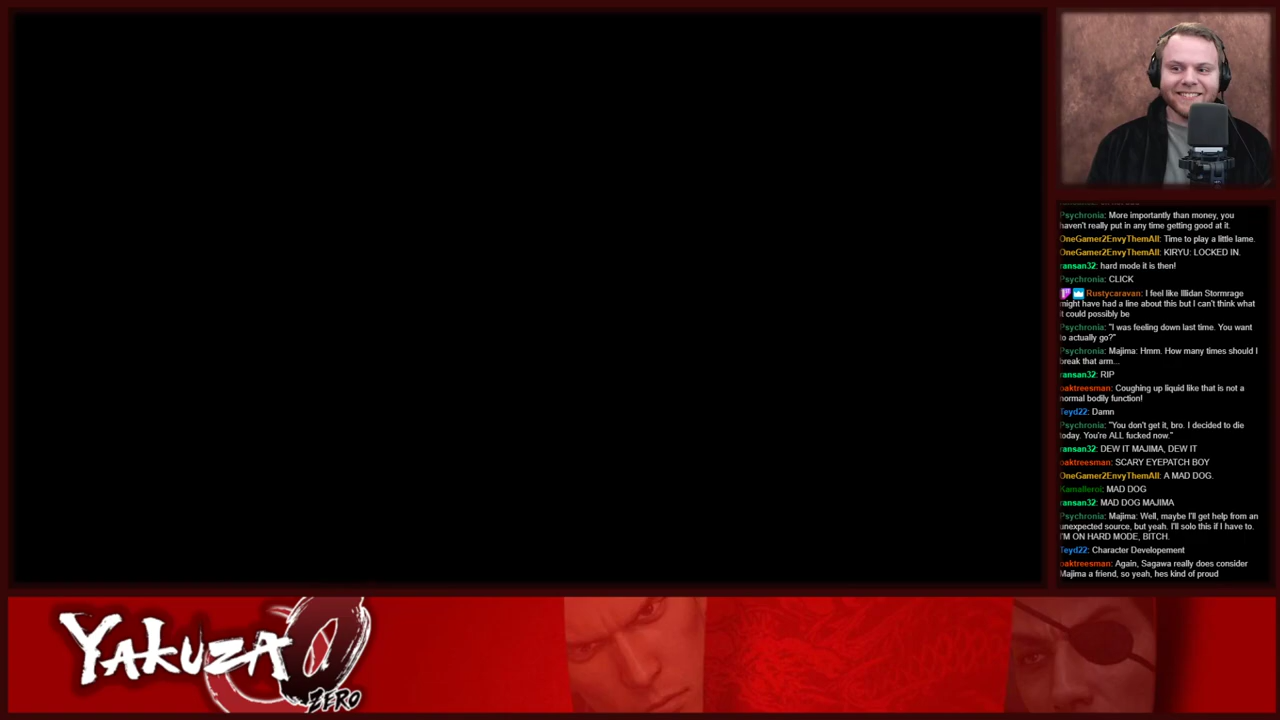 Psychronia: More importantly than money, you
haven't really put in any time getting good at it.
OneGamer2EnvyThemAll: Time to play a little lame.
OneGamer2EnvyThemAll: KIRYU: LOCKED IN.
ransan32: hard mode it is then!
Psychronia: CLICK
Rustycaravan: I feel like Illidan Stormrage
might have had a line about this but I can't think what
it could possibly be
Psychronia: "I was feeling down last time. You want
to actually go?"
Psychronia: Majima: Hmm. How many times should I
break that arm...
ransan32: RIP
oaktreesman: Coughing up liquid like that is not a
normal bodily function!
Teyd22: Damn
Psychronia: "You don't get it, bro. I decided to die
today. You're ALL fucked now."
ransan32: DEW IT MAJIMA, DEW IT
oaktreesman: SCARY EYEPATCH BOY
OneGamer2EnvyThemAll: A MAD DOG.
: MAD DOG
ransan32: MAD DOG MAJIMA
Psychronia: Majima: Well, maybe I'll get help from an
unexpected source, but yeah. I'll solo this if I have to.
I'M ON HARD MODE, BITCH.
Teyd22: Character Developement
oaktreesman: Again, Sagawa really does consider
Majima a friend, so yeah, hes kind of proud
YAKUZA 0
ZERO